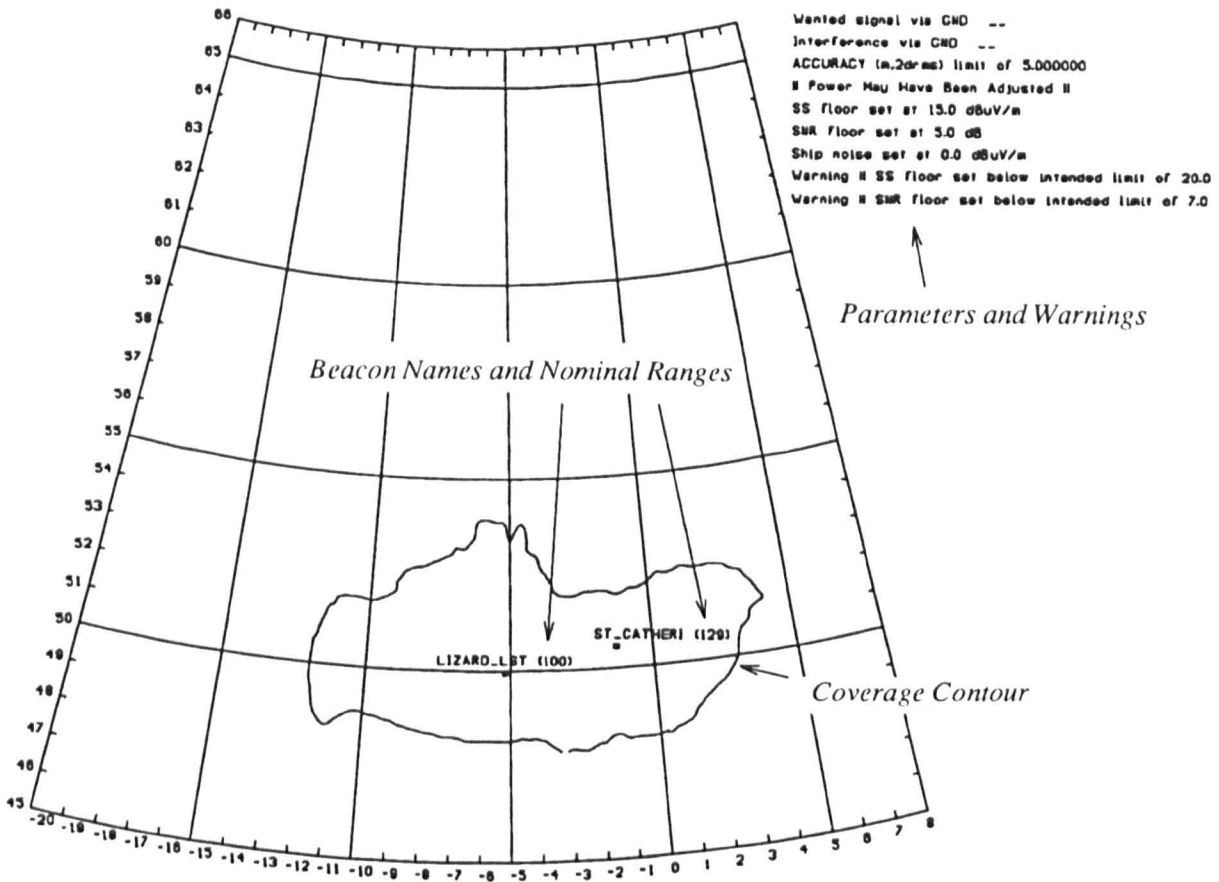 Wanted signal via GND --
Interference via GND --
ACCURACY (m,2drms) limit of 5.000000
!! Power May Have Been Adjusted !!
SS floor set at 15.0 dBuV/m
SNR floor set at 5.0 dB
Ship noise set at 0.0 dBuV/m
Warning !! SS floor set below intended limit of 20.0
Warning !! SNR floor set below intended limit of 7.0
Parameters and Warnings
Beacon Names and Nominal Ranges
ST_CATHERI (129)
LIZARD_LST (100)
Coverage Contour
66
65
64
63
62
61
60
59
58
57
56
55
54
53
52
51
50
49
48
47
46
45
-20 -19 -18 -17 -16 -15 -14 -13 -12 -11 -10 -9 -8 -7 -6 -5 -4 -3 -2 -1 0 1 2 3 4 5 6 7 8